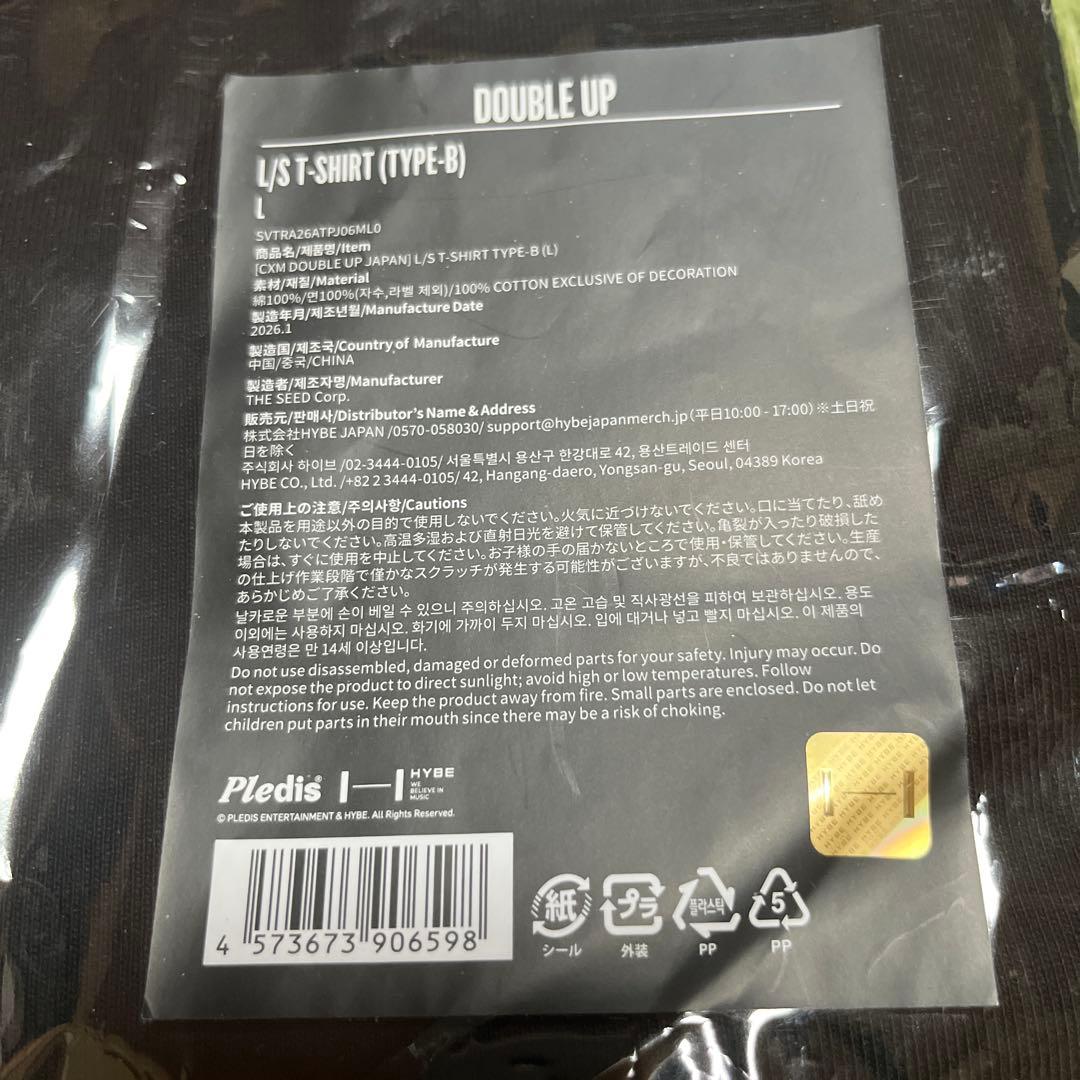 DOUBLE UP
L/S T-SHIRT (TYPE-B)
L
SVTRA26ATPJ06ML0
商品名/제품명/Item
[CXM DOUBLE UP JAPAN] L/S T-SHIRT TYPE-B (L)
素材/재질/Material
綿100%/면100%(자수,라벨 제외)/100% COTTON EXCLUSIVE OF DECORATION
製造年月/제조년월/Manufacture Date
2026.1
製造国/제조국/Country of Manufacture
中国/중국/CHINA
製造者/제조자명/Manufacturer
THE SEED Corp.
販売元/판매사/Distributor's Name & Address
株式会社HYBE JAPAN /0570-058030/ support@hybejapanmerch.jp (平日10:00 - 17:00) ※土日祝
日を除く
주식회사 하이브 /02-3444-0105/ 서울특별시 용산구 한강대로 42, 용산트레이드 센터
HYBE CO., Ltd. /+82 2 3444-0105/ 42, Hangang-daero, Yongsan-gu, Seoul, 04389 Korea
ご使用上の注意/주의사항/Cautions
本製品を用途以外の目的で使用しないでください。火気に近づけないでください。口に当てたり、舐め
たりしないでください。高温多湿および直射日光を避けて保管してください。亀裂が入ったり破損した
場合は、すぐに使用を中止してください。お子様の手の届かないところで使用・保管してください。生産
の仕上げ作業段階で僅かなスクラッチが発生する可能性がございますが、不良ではありませんので、
あらかじめご了承ください。
날카로운 부분에 손이 베일 수 있으니 주의하십시오. 고온 고습 및 직사광선을 피하여 보관하십시오. 용도
이외에는 사용하지 마십시오. 화기에 가까이 두지 마십시오. 입에 대거나 넣고 빨지 마십시오. 이 제품의
사용연령은 만 14세 이상입니다.
Do not use disassembled, damaged or deformed parts for your safety. Injury may occur. Do
not expose the product to direct sunlight; avoid high or low temperatures. Follow
instructions for use. Keep the product away from fire. Small parts are enclosed. Do not let
children put parts in their mouth since there may be a risk of choking.
Pledis® HYBE
WE
BELIEVE IN
MUSIC
© PLEDIS ENTERTAINMENT & HYBE. All Rights Reserved.
4 573673 906598
紙 プラ 플라스틱 5
シール 外装 PP PP